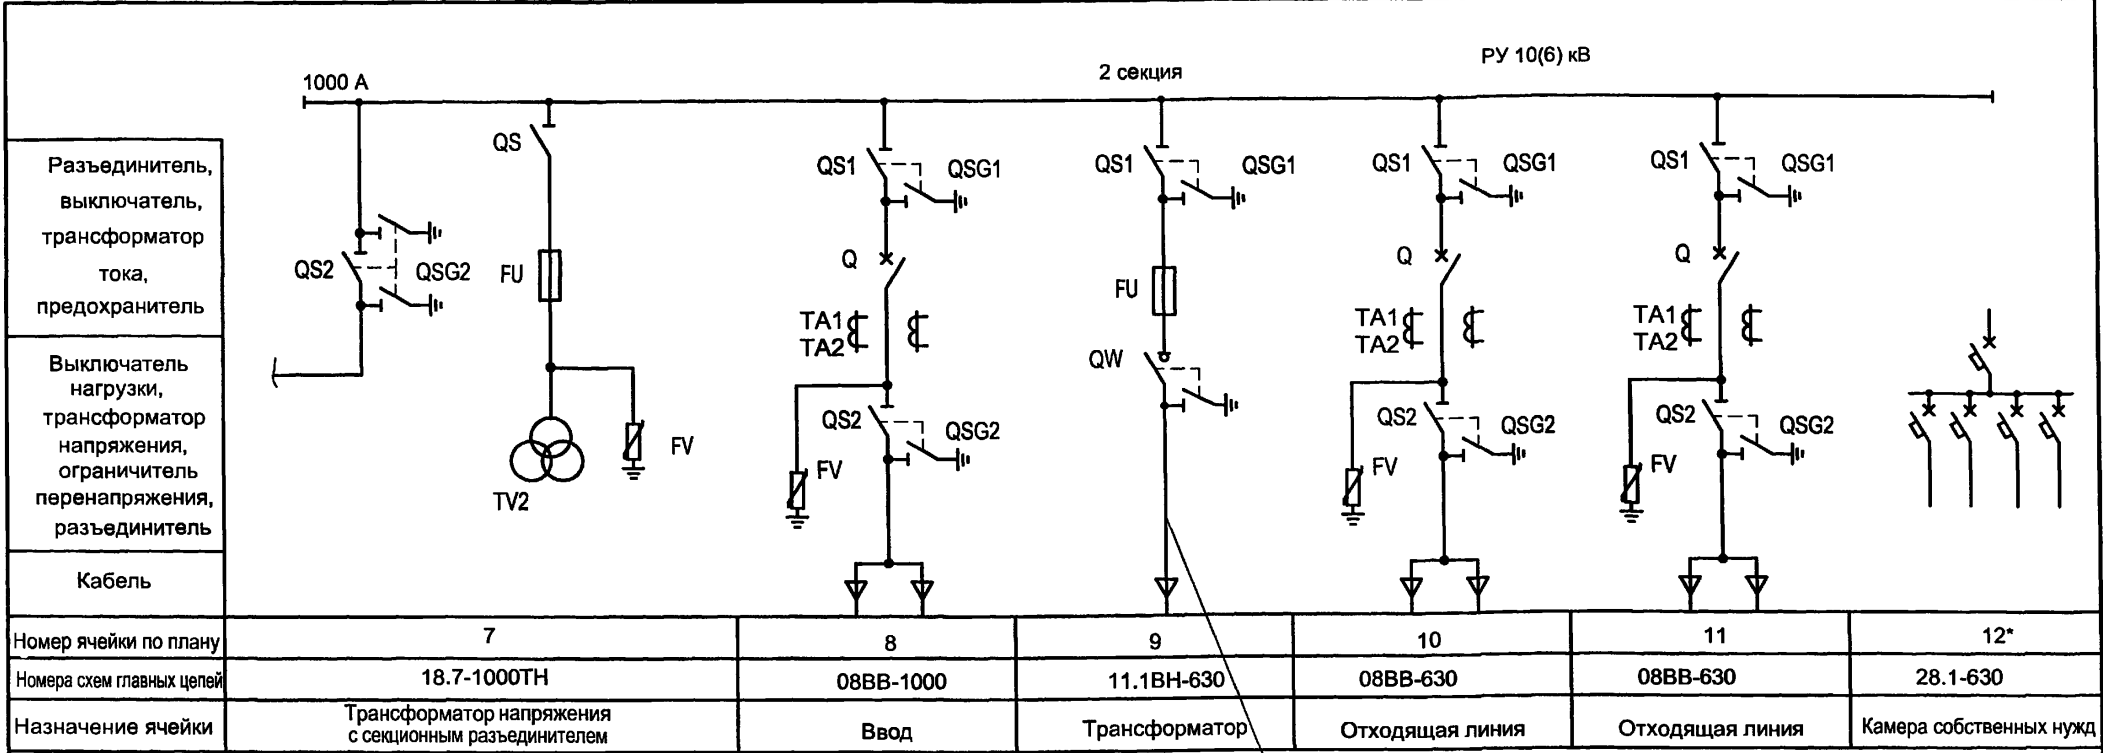 1000 А
2 секция
РУ 10(6) кВ
Разъединитель,
выключатель,
трансформатор
тока,
предохранитель
Выключатель
нагрузки,
трансформатор
напряжения,
ограничитель
перенапряжения,
разъединитель
Кабель
QS2
QSG2
QS
FU
TV2
FV
QS1
QSG1
Q
TA1
TA2
QS2
QSG2
FV
QS1
QSG1
FU
QW
QS1
QSG1
Q
TA1
TA2
QS2
QSG2
FV
QS1
QSG1
Q
TA1
TA2
QS2
QSG2
FV
Номер ячейки по плану 7 8 9 10 11 12*
Номера схем главных цепей 18.7-1000ТН 08ВВ-1000 11.1ВН-630 08ВВ-630 08ВВ-630 28.1-630
Назначение ячейки
Трансформатор напряжения
с секционным разъединителем
Ввод
Трансформатор
Отходящая линия
Отходящая линия
Камера собственных нужд